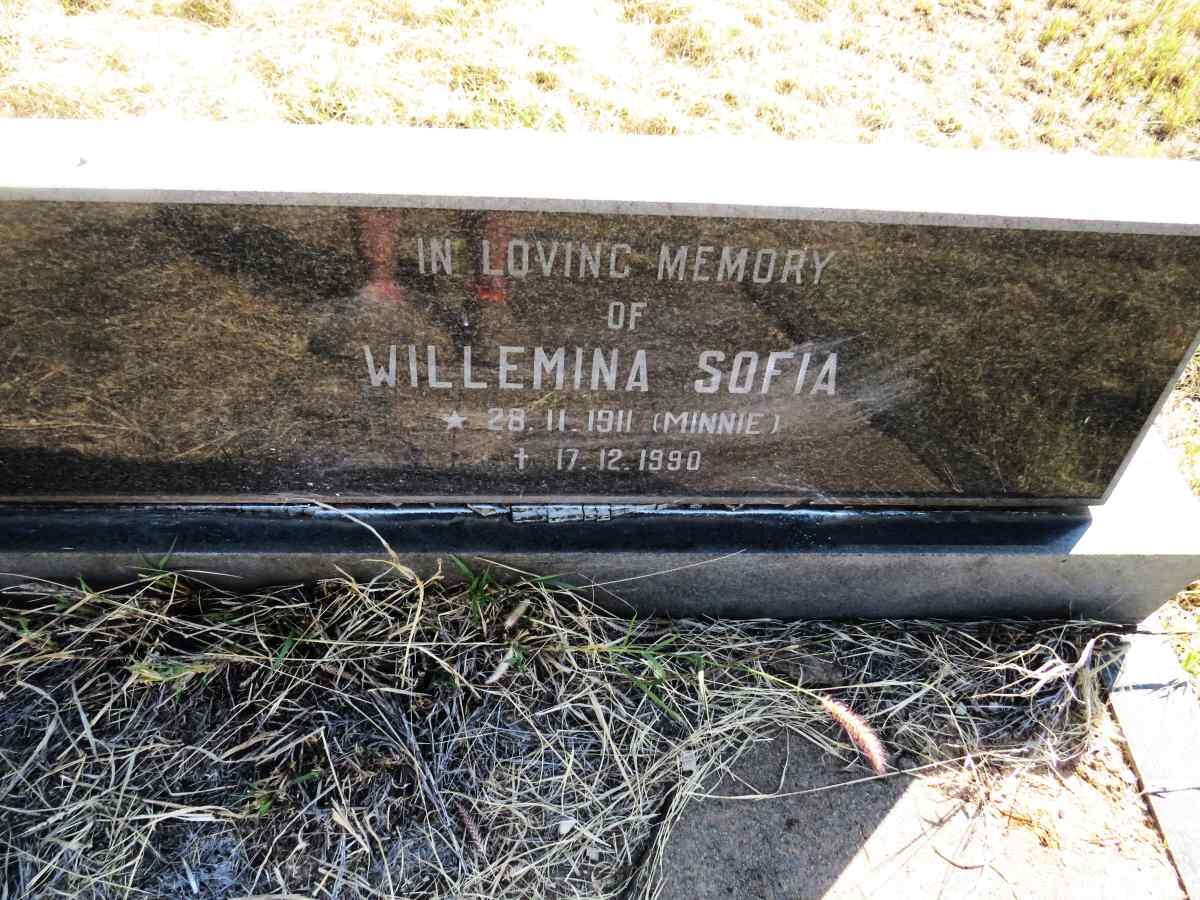 IN LOVING MEMORY
OF
WILLEMINA SOFIA
★ 28.11.1911 (MINNIE)
† 17.12.1990